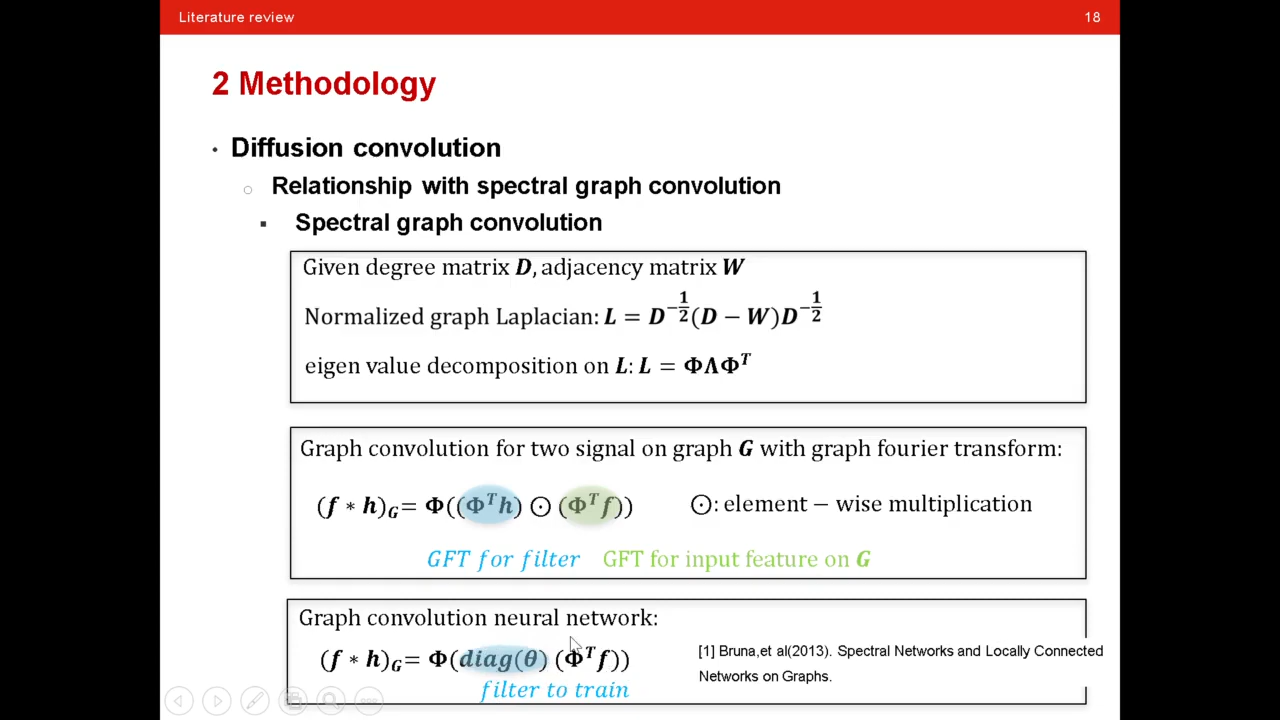 Literature review 18
2 Methodology
• Diffusion convolution
○ Relationship with spectral graph convolution
▪ Spectral graph convolution
Given degree matrix D, adjacency matrix W
Normalized graph Laplacian: L = D^{-1/2}(D − W)D^{-1/2}
eigen value decomposition on L: L = ΦΛΦ^T
Graph convolution for two signal on graph G with graph fourier transform:
(f ∗ h)_G = Φ((Φ^T h) ⊙ (Φ^T f)) ⊙: element − wise multiplication
GFT for filter GFT for input feature on G
Graph convolution neural network:
(f ∗ h)_G = Φ(diag(θ) (Φ^T f))
filter to train
[1] Bruna,et al(2013). Spectral Networks and Locally Connected
Networks on Graphs.